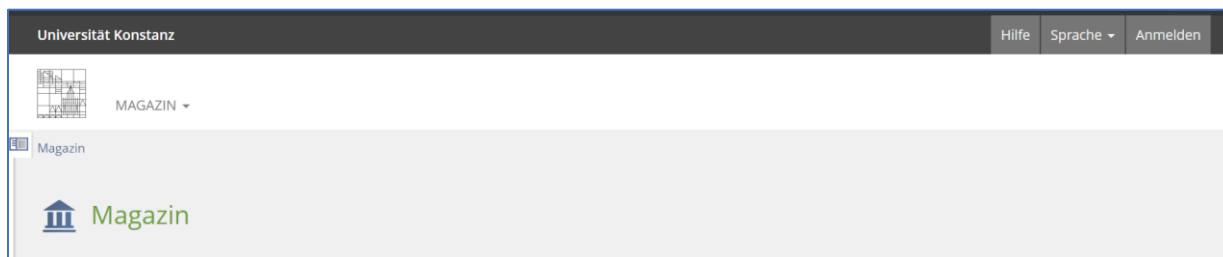 Universität Konstanz
Hilfe Sprache Anmelden
MAGAZIN
Magazin
Magazin